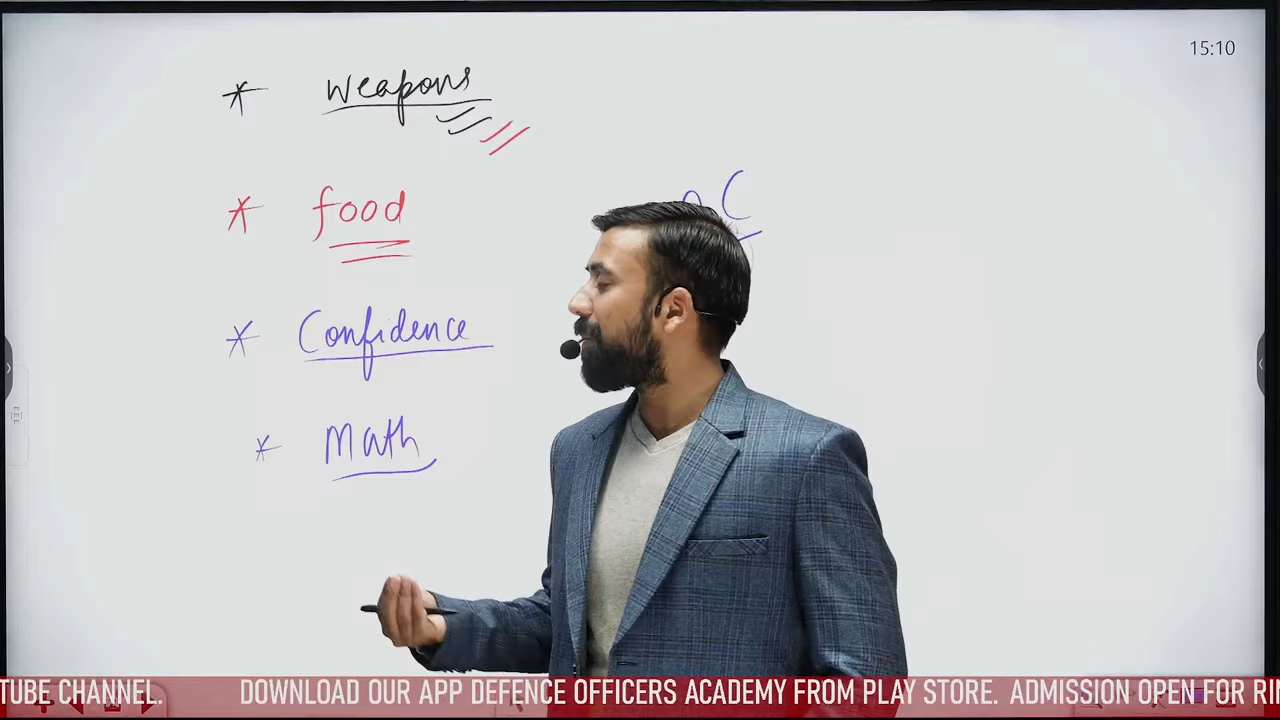 15:10
* Weapons
* food
C
* Confidence
* Math
TUBE CHANNEL. DOWNLOAD OUR APP DEFENCE OFFICERS ACADEMY FROM PLAY STORE. ADMISSION OPEN FOR